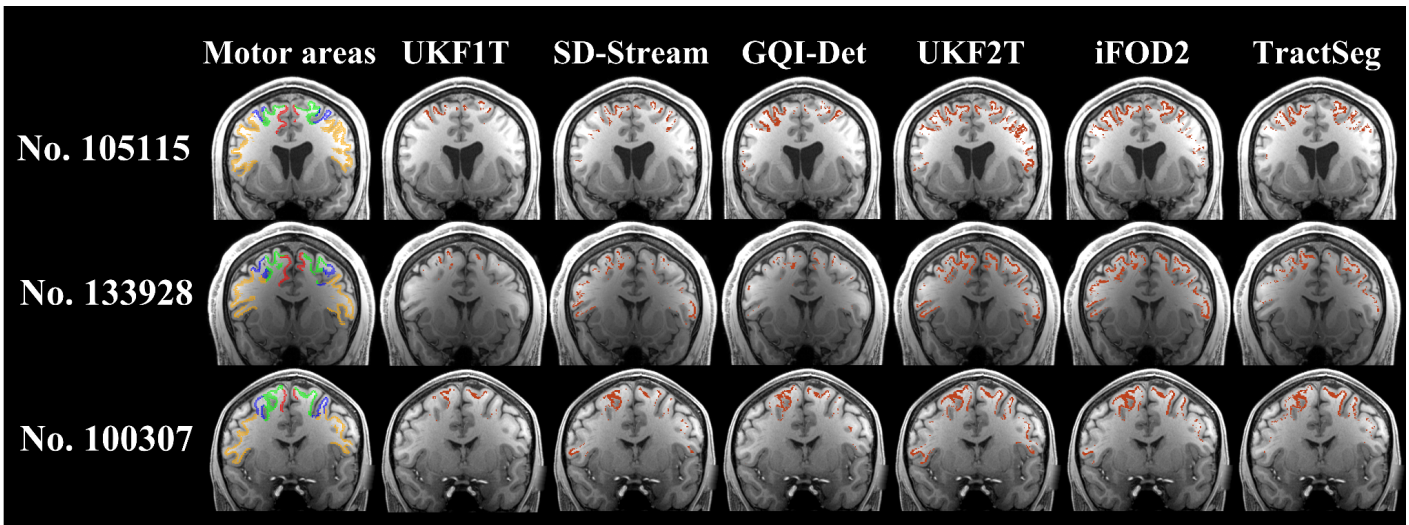 Motor areas UKF1T SD-Stream GQI-Det UKF2T iFOD2 TractSeg
No. 105115
No. 133928
No. 100307